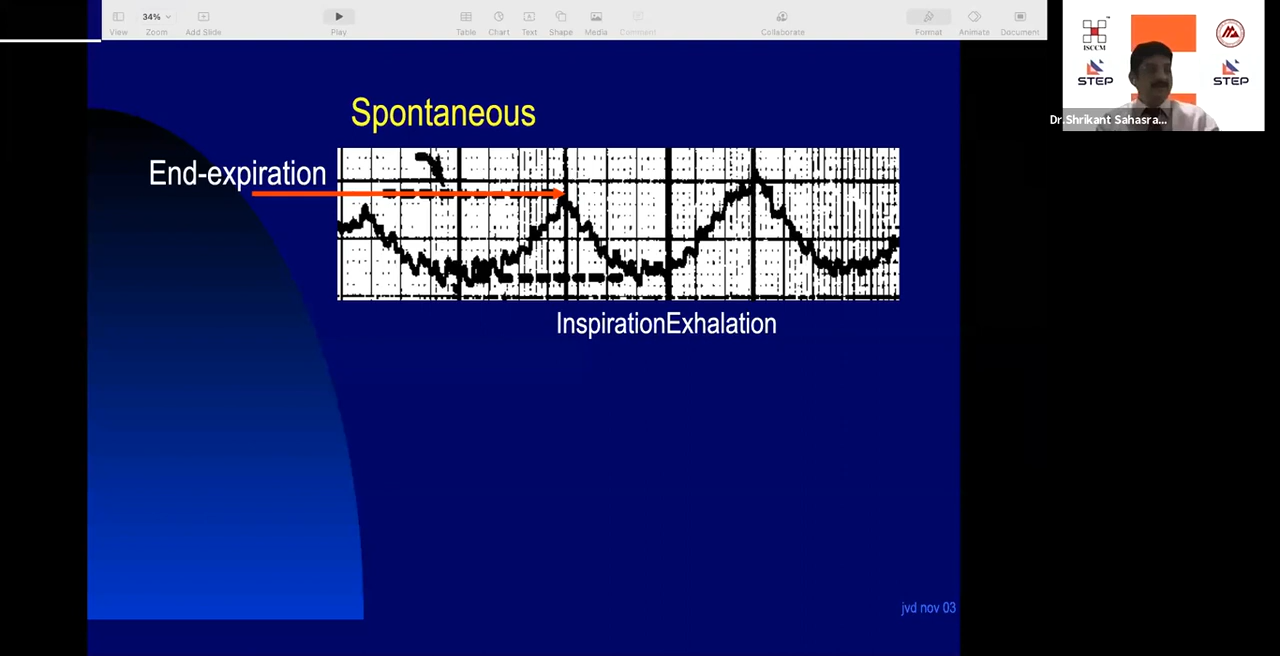 34%
View
Zoom
Add Slide
Play
Table
Chart
Text
Shape
Media
Comment
Collaborate
Format
Animate
Document
ISCCM
STEP
STEP
Dr.Shrikant Sahasra...
Spontaneous
End-expiration
InspirationExhalation
jvd nov 03